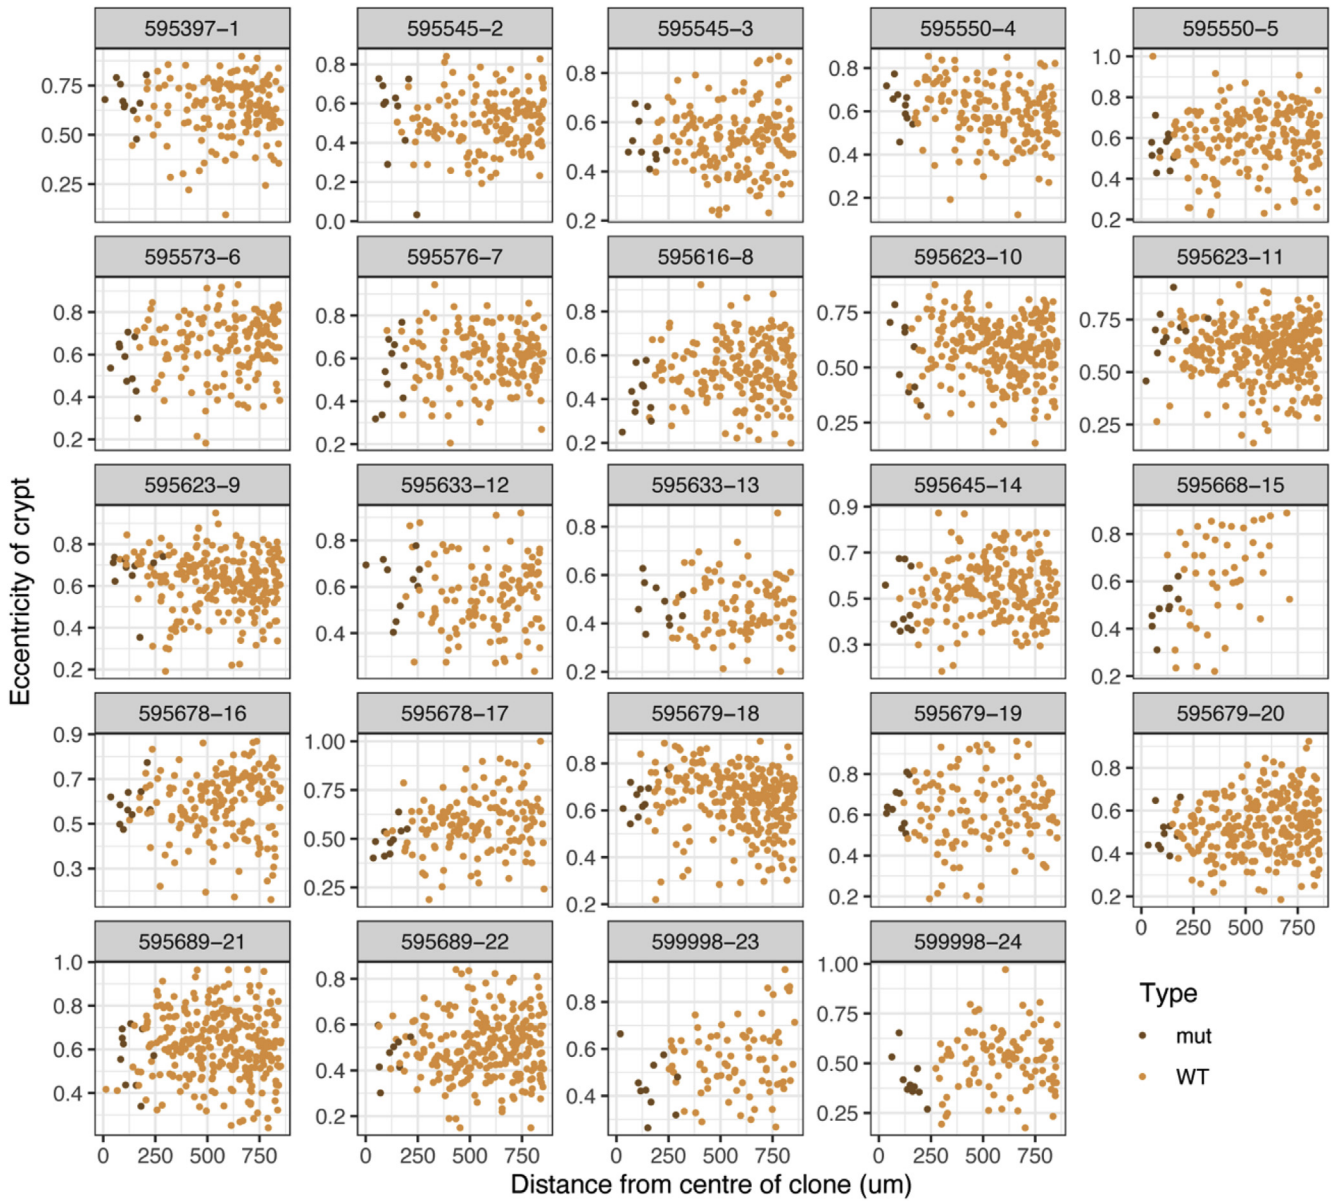 595397−1 595545−2 595545−3 595550−4 595550−5
0.75 0.50 0.25
0.8 0.6 0.4 0.2 0.0
0.8 0.6 0.4 0.2
0.8 0.6 0.4 0.2
1.0 0.8 0.6 0.4 0.2
595573−6 595576−7 595616−8 595623−10 595623−11
0.8 0.6 0.4 0.2
0.8 0.6 0.4 0.2
0.8 0.6 0.4 0.2
0.75 0.50 0.25
0.75 0.50 0.25
Eccentricity of crypt
595623−9 595633−12 595633−13 595645−14 595668−15
0.8 0.6 0.4 0.2
0.8 0.6 0.4
0.8 0.6 0.4 0.2
0.9 0.7 0.5 0.3
0.8 0.6 0.4 0.2
595678−16 595678−17 595679−18 595679−19 595679−20
0.9 0.7 0.5 0.3
1.00 0.75 0.50 0.25
0.8 0.6 0.4 0.2
0.8 0.6 0.4 0.2
0.8 0.6 0.4 0.2
0 250 500 750
595689−21 595689−22 599998−23 599998−24
1.0 0.8 0.6 0.4
0.8 0.6 0.4 0.2
0.8 0.6 0.4
1.00 0.75 0.50 0.25
Type
mut
WT
0 250 500 750 0 250 500 750 0 250 500 750 0 250 500 750
Distance from centre of clone (um)